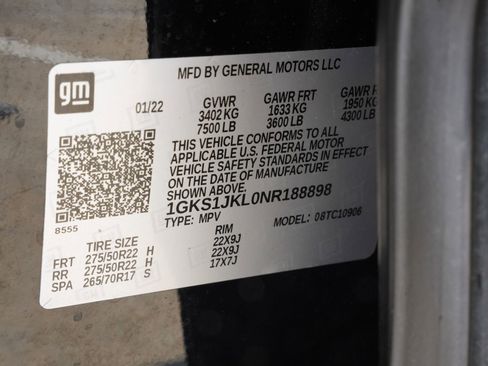 gm
MFD BY GENERAL MOTORS LLC
01/22
GVWR GAWR FRT GAWR
3402 KG 1633 KG 1950 KG
7500 LB 3600 LB 4300 LB
THIS VEHICLE CONFORMS TO ALL
APPLICABLE U.S. FEDERAL MOTOR
VEHICLE SAFETY STANDARDS IN EFFECT
ON THE DATE OF MANUFACTURE
SHOWN ABOVE.
1GKS1JKL0NR188898
TYPE: MPV MODEL: 08TC10906
8555
TIRE SIZE RIM
FRT 275/50R22 H 22X9J
RR 275/50R22 H 22X9J
SPA 265/70R17 S 17X7J